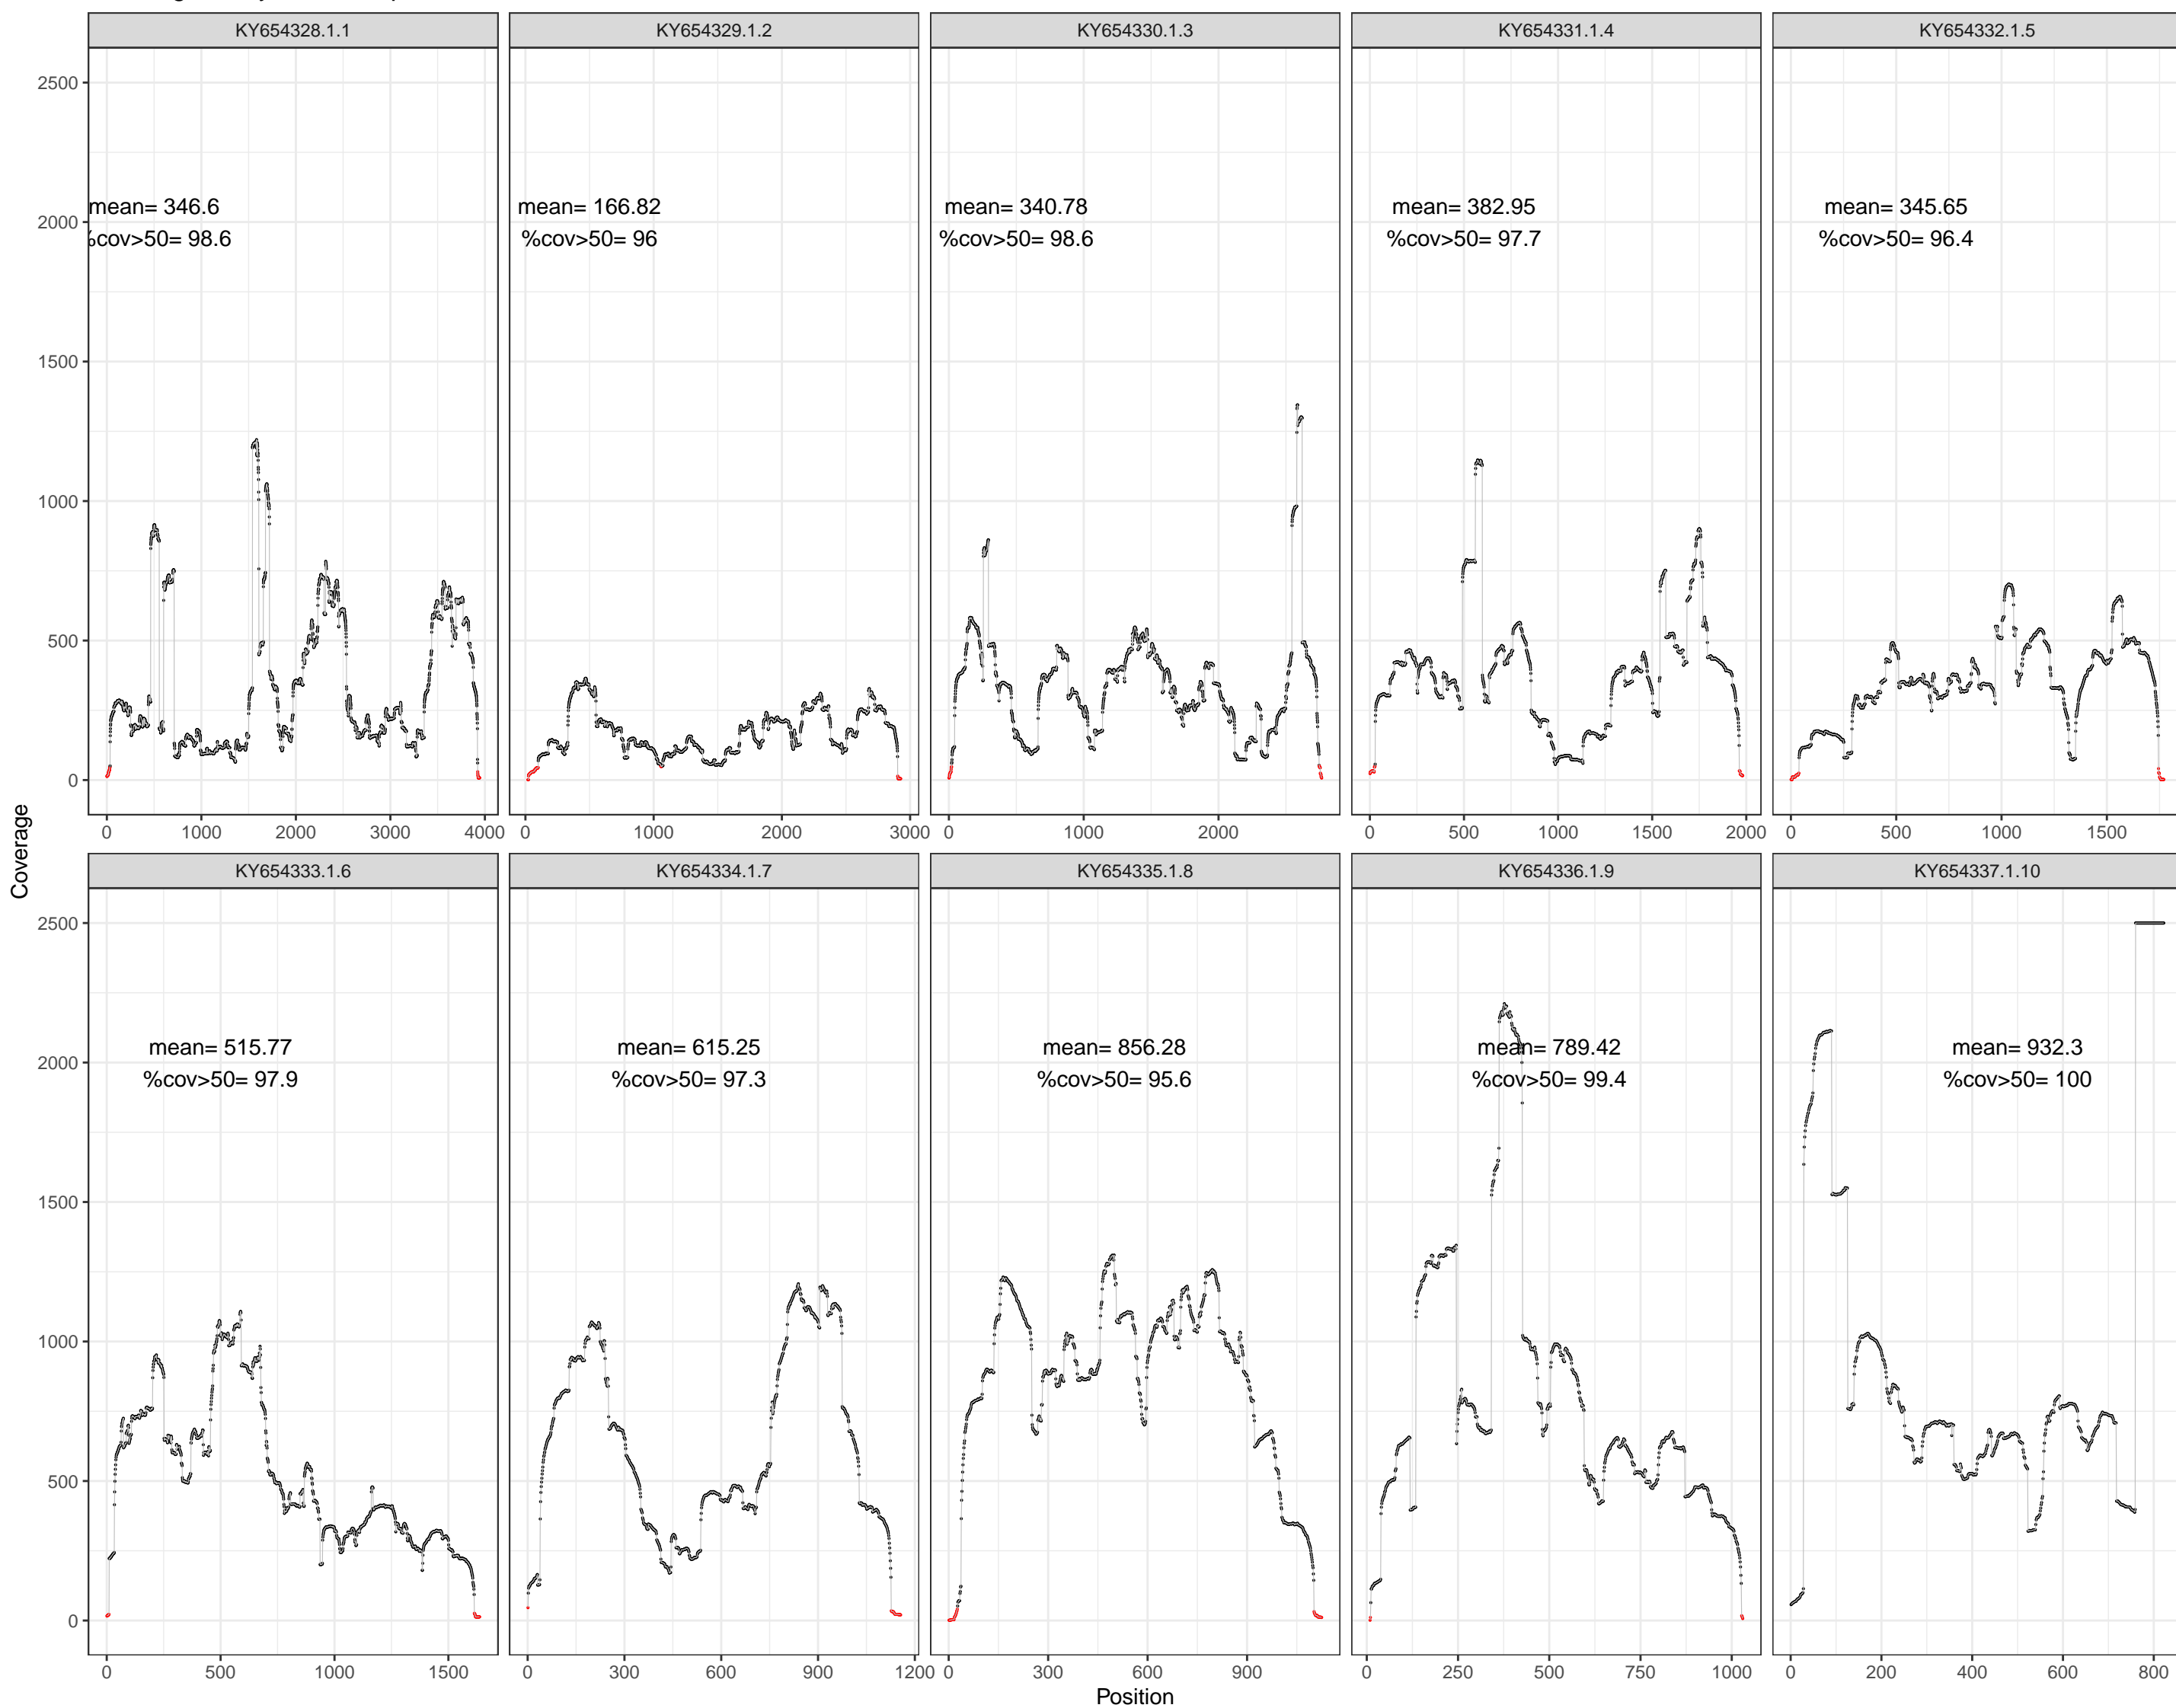 KY654328.1.1 KY654329.1.2 KY654330.1.3 KY654331.1.4 KY654332.1.5
2500
2000
1500
1000
500
0
mean= 346.6
%cov>50= 98.6
mean= 166.82
%cov>50= 96
mean= 340.78
%cov>50= 98.6
mean= 382.95
%cov>50= 97.7
mean= 345.65
%cov>50= 96.4
0 1000 2000 3000 4000 0 1000 2000 3000 0 1000 2000 0 500 1000 1500 2000 0 500 1000 1500
Coverage
KY654333.1.6 KY654334.1.7 KY654335.1.8 KY654336.1.9 KY654337.1.10
2500
2000
1500
1000
500
0
mean= 515.77
%cov>50= 97.9
mean= 615.25
%cov>50= 97.3
mean= 856.28
%cov>50= 95.6
mean= 789.42
%cov>50= 99.4
mean= 932.3
%cov>50= 100
0 500 1000 1500 0 300 600 900 1200 0 300 600 900 0 250 500 750 1000 0 200 400 600 800
Position